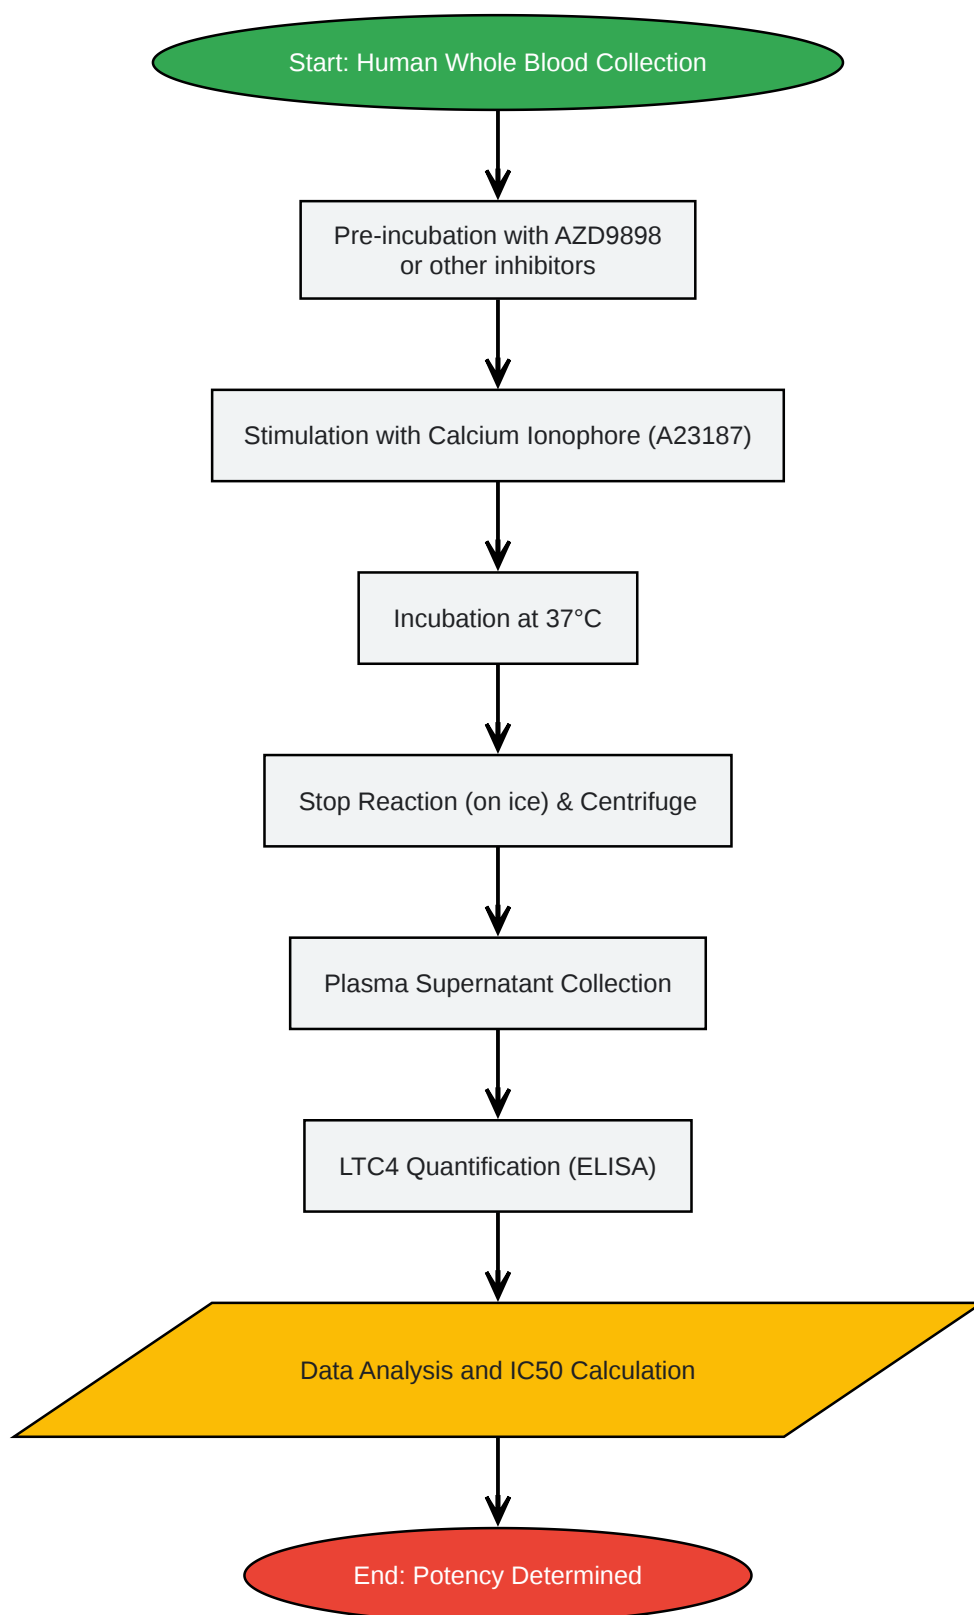 Start: Human Whole Blood Collection
Pre-incubation with AZD9898
or other inhibitors
Stimulation with Calcium Ionophore (A23187)
Incubation at 37°C
Stop Reaction (on ice) & Centrifuge
Plasma Supernatant Collection
LTC4 Quantification (ELISA)
Data Analysis and IC50 Calculation
End: Potency Determined